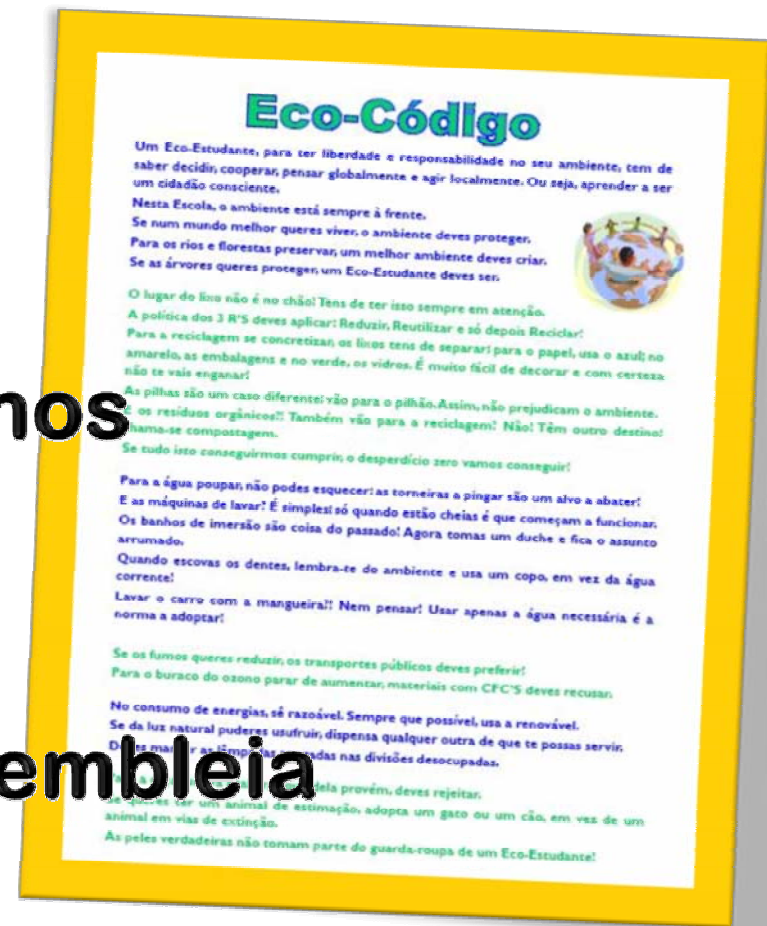 Eco-Código
Um Eco-Estudante, para ter liberdade e responsabilidade no seu ambiente, tem de
saber decidir, cooperar, pensar globalmente e agir localmente. Ou seja, aprender a ser
um cidadão consciente.
Nesta Escola, o ambiente está sempre à frente.
Se num mundo melhor queres viver, o ambiente deves proteger.
Para os rios e florestas preservar, um melhor ambiente deves criar.
Se as árvores queres proteger, um Eco-Estudante deves ser.
O lugar do lixo não é no chão! Tens de ter isso sempre em atenção.
A política dos 3 R'S deves aplicar: Reduzir, Reutilizar e só depois Reciclar!
Para a reciclagem se concretizar, os lixos tens de separar: para o papel, usa o azul; no
amarelo, as embalagens e no verde, os vidros. É muito fácil de decorar e com certeza
não te vais enganar!
nos
As pilhas são um caso diferente: vão para o pilhão. Assim, não prejudicam o ambiente.
E os resíduos orgânicos?! Também vão para a reciclagem? Não! Têm outro destino:
chama-se compostagem.
Se tudo isto conseguirmos cumprir, o desperdício zero vamos conseguir!
Para a água poupar, não podes esquecer: as torneiras a pingar são um alvo a abater!
E as máquinas de lavar? É simples: só quando estão cheias é que começam a funcionar.
Os banhos de imersão são coisa do passado! Agora tomas um duche e fica o assunto
arrumado.
Quando escovas os dentes, lembra-te do ambiente e usa um copo, em vez da água
corrente!
Lavar o carro com a mangueira?! Nem pensar! Usar apenas a água necessária é a
norma a adoptar!
Se os fumos queres reduzir, os transportes públicos deves preferir!
Para o buraco do ozono parar de aumentar, materiais com CFC'S deves recusar.
No consumo de energias, sê razoável. Sempre que possível, usa a renovável.
Se da luz natural puderes usufruir, dispensa qualquer outra de que te possas servir.
as nas divisões desocupadas.
embleia
dela provém, deves rejeitar.
Se queres ter um animal de estimação, adopta um gato ou um cão, em vez de um
animal em vias de extinção.
As peles verdadeiras não tomam parte do guarda-roupa de um Eco-Estudante!